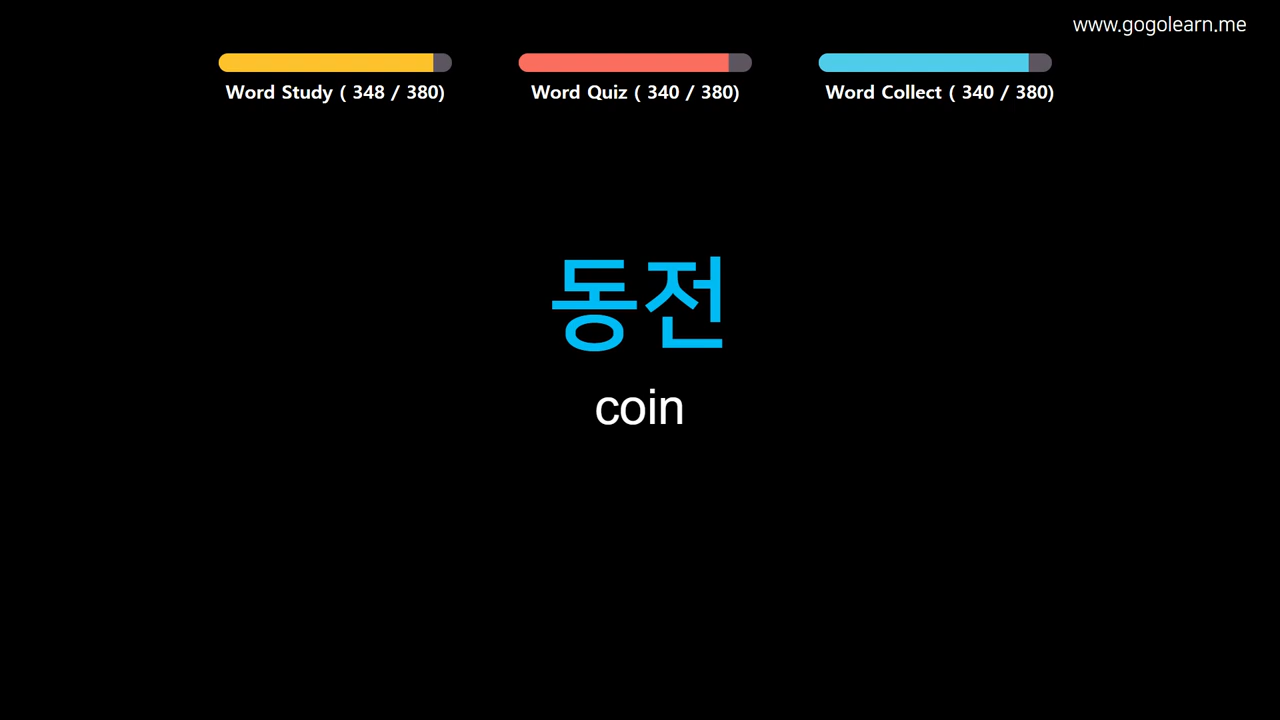 www.gogolearn.me
Word Study ( 348 / 380)
Word Quiz ( 340 / 380)
Word Collect ( 340 / 380)
동전
coin